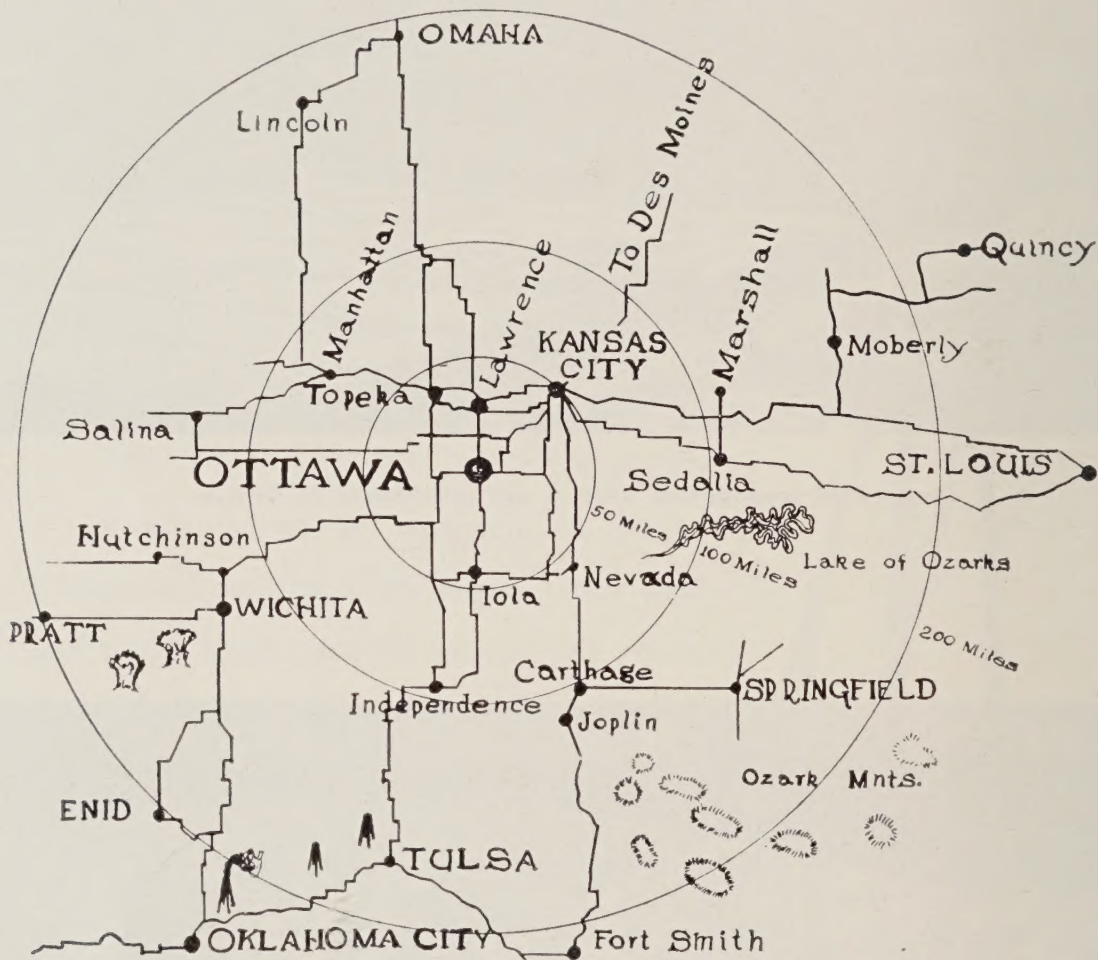 OMAHA
Lincoln
To Des Moines
Manhattan
Lawrence
Marshall
Quincy
KANSAS
CITY
Moberly
Topeka
Salina
OTTAWA
Sedalia
ST. LOUIS
Hutchinson
50 Miles
100 Miles
Lake of Ozarks
Nevada
Iola
WICHITA
PRATT
200 Miles
Carthage
SPRINGFIELD
Independence
Joplin
Ozark Mnts.
ENID
TULSA
OKLAHOMA CITY
Fort Smith